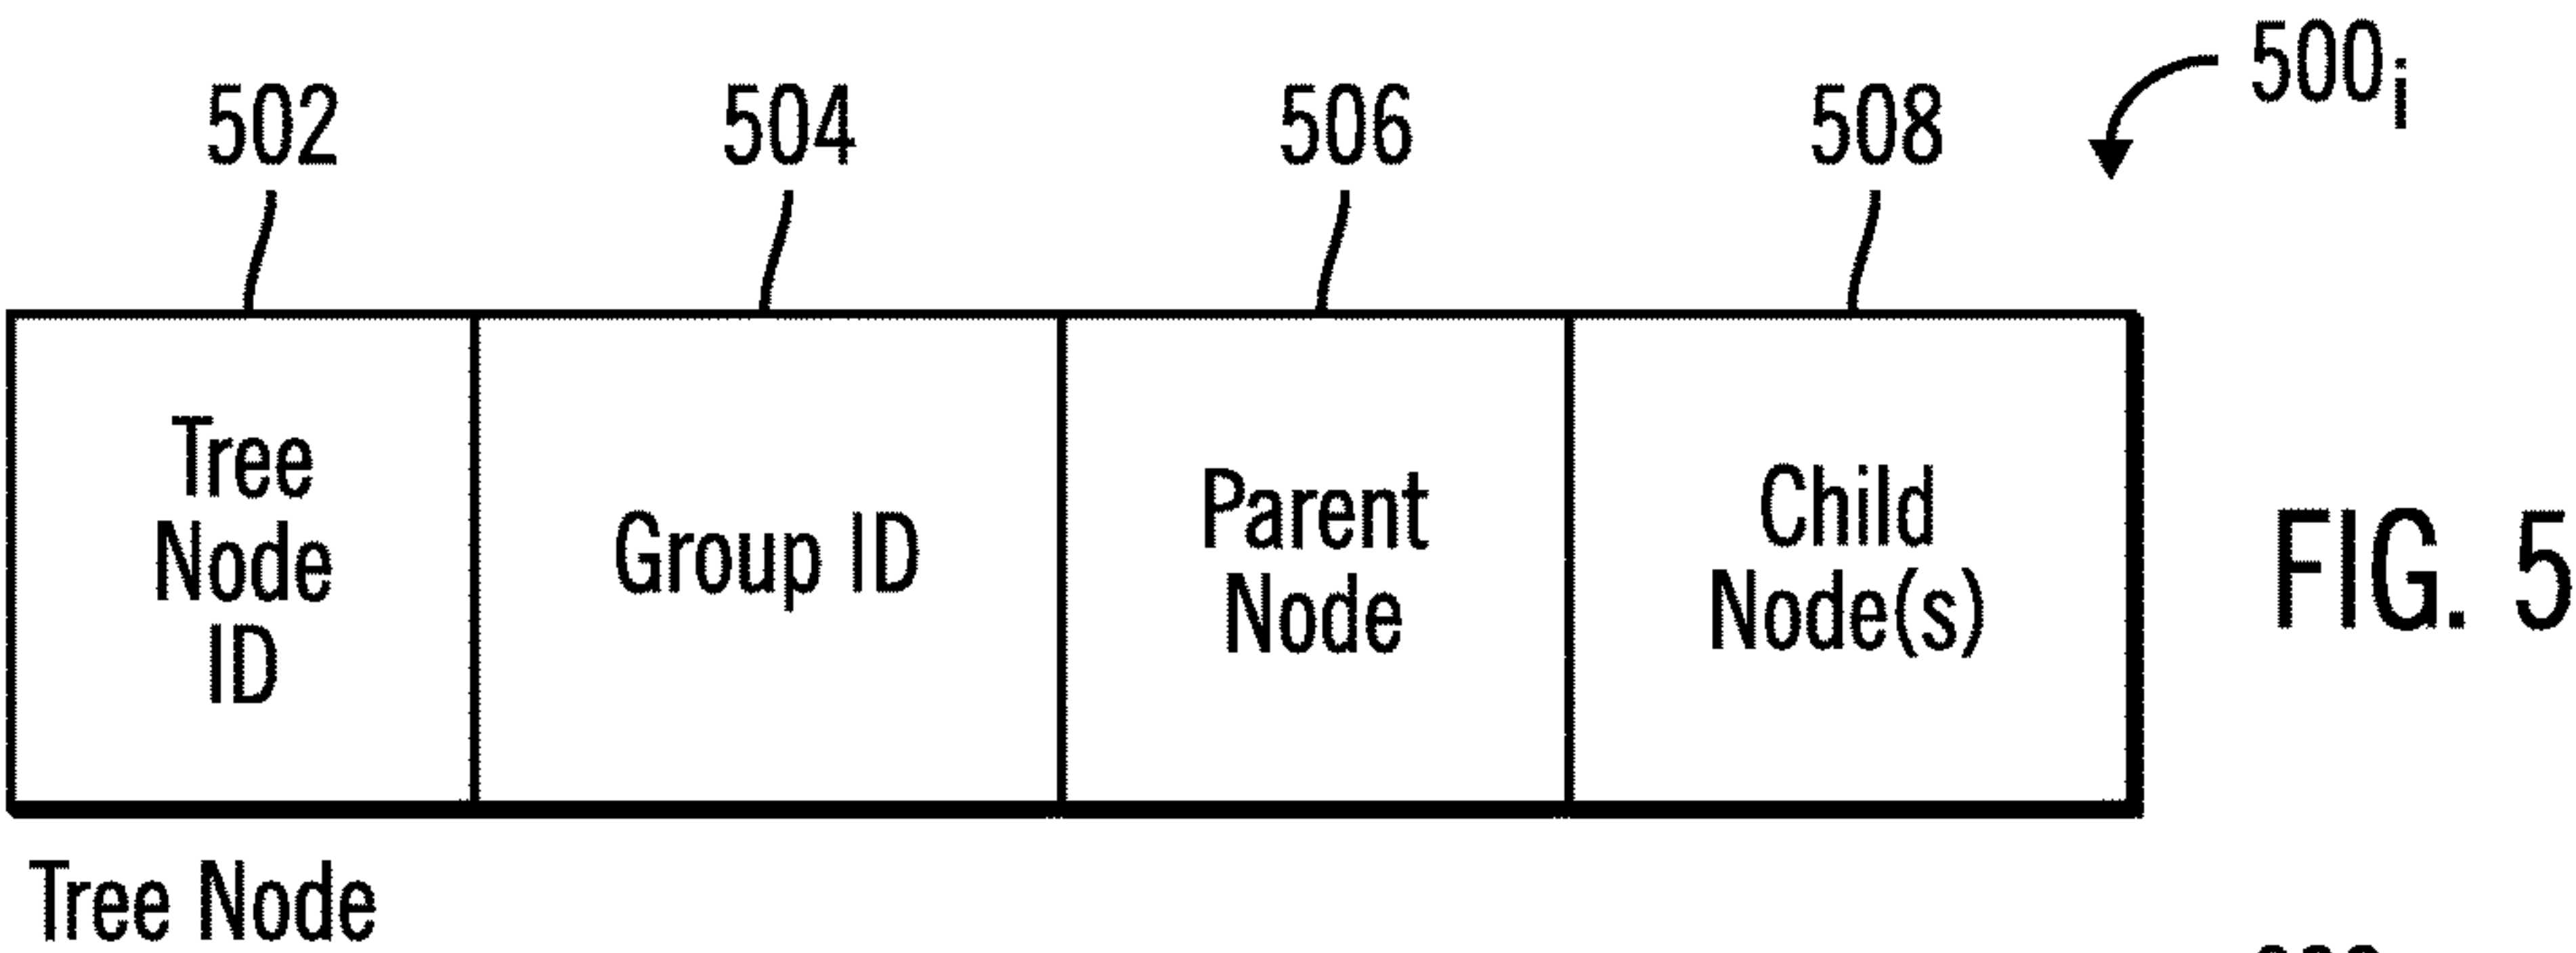 500i
502 504 506 508
Tree
Node
ID
Group ID
Parent
Node
Child
Node(s)
FIG. 5
Tree Node